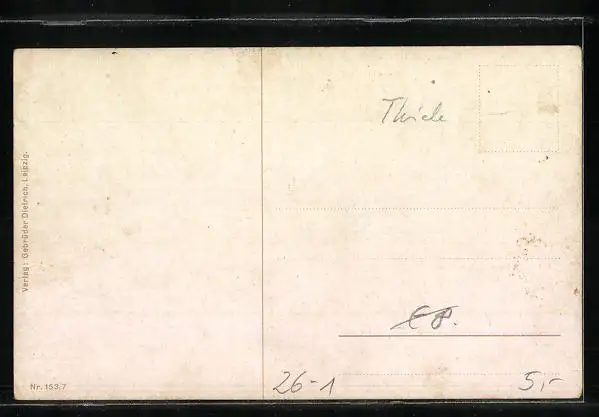 Verlag: Gebrüder Dietrich, Leipzig.
Nr. 153,7
Thiele
26-1
5,-